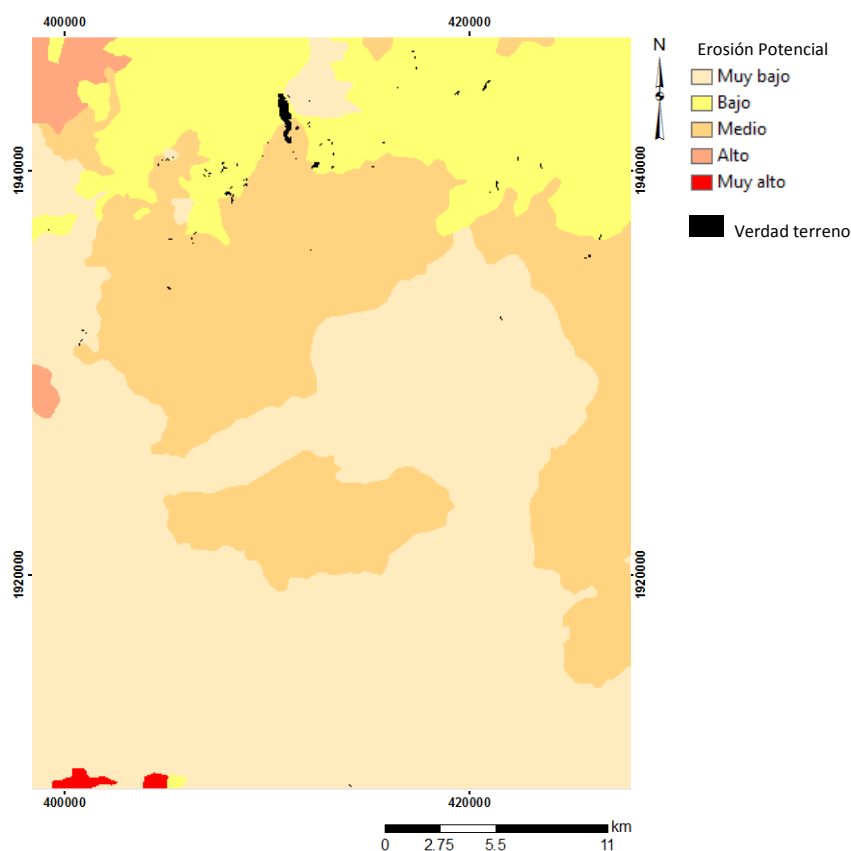 400000
420000
N
Erosión Potencial
Muy bajo
Bajo
Medio
Alto
Muy alto
Verdad terreno
1940000
1940000
1920000
1920000
400000
420000
km
0
2.75
5.5
11